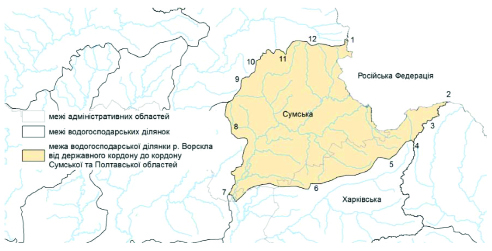 12
1
11
10
9
Російська Федерація
2
межі адміністративних областей
Сумська
3
межі водогосподарських ділянок
8
4
межа водогосподарської ділянки р. Ворскла
від державного кордону до кордону
Сумської та Полтавської областей
5
7
6
Харківська